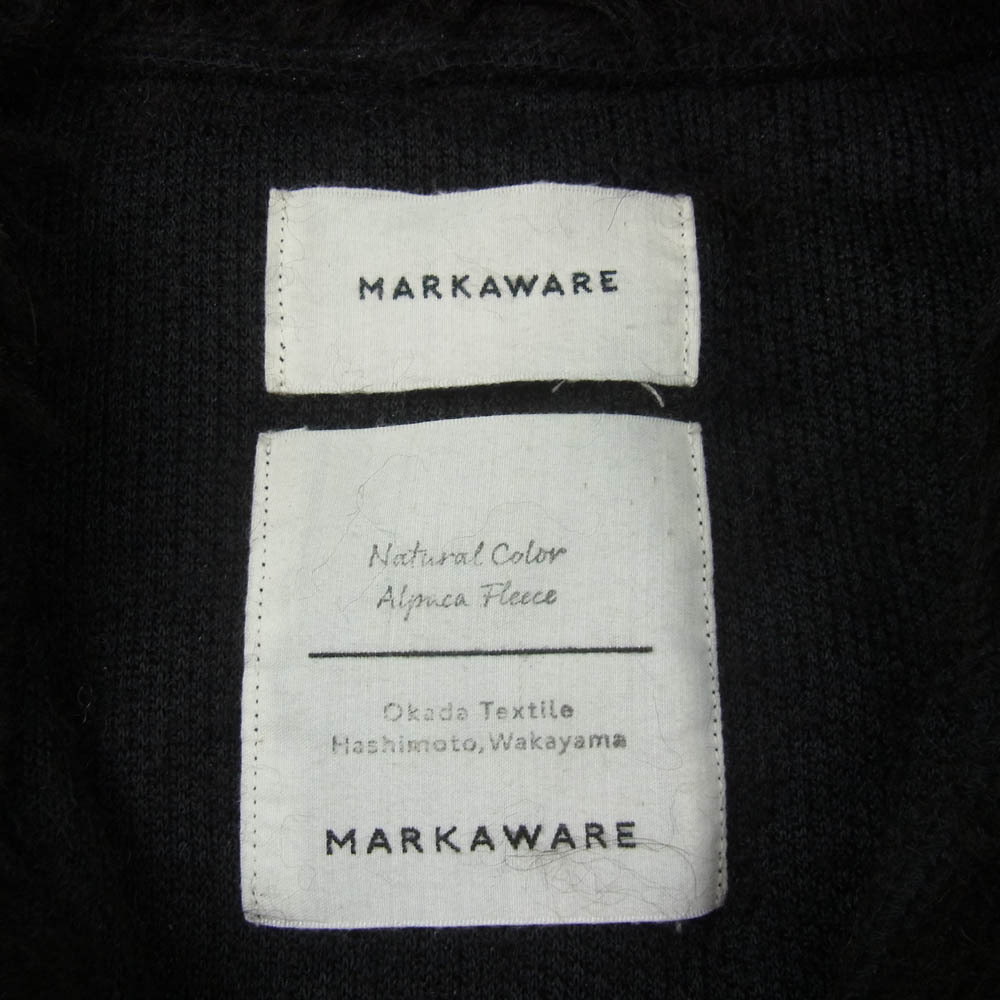 MARKAWARE
Natural Color
Alpaca Fleece
Okada Textile
Hashimoto, Wakayama
MARKAWARE